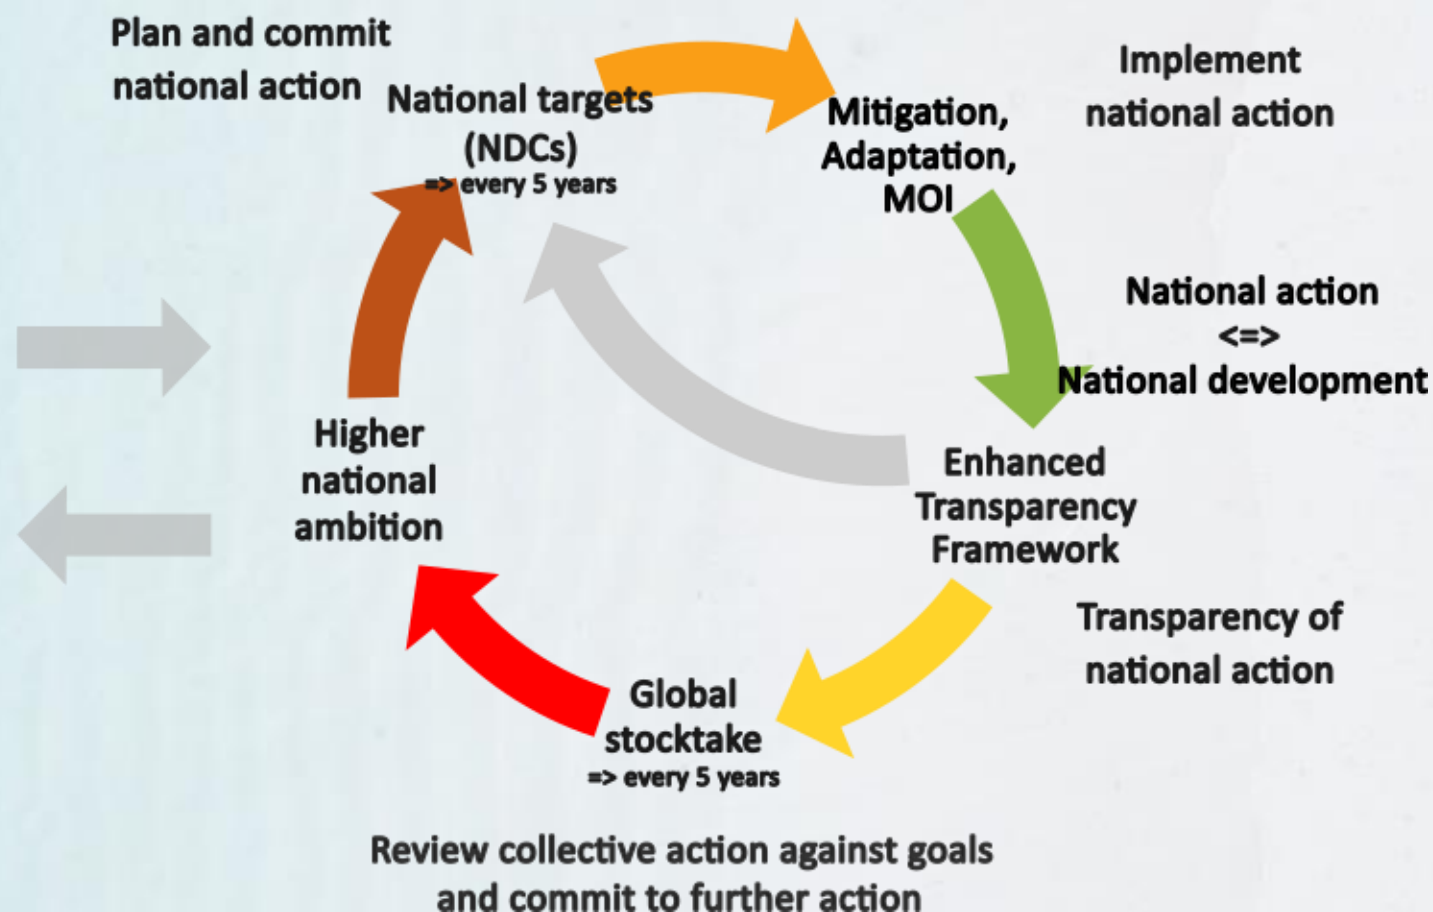 Plan and commit
national action
National targets
(NDCs)
=> every 5 years
Mitigation,
Adaptation,
MOI
Implement
national action
National action
<=>
National development
Enhanced
Transparency
Framework
Transparency of
national action
Global
stocktake
=> every 5 years
Review collective action against goals
and commit to further action
Higher
national
ambition